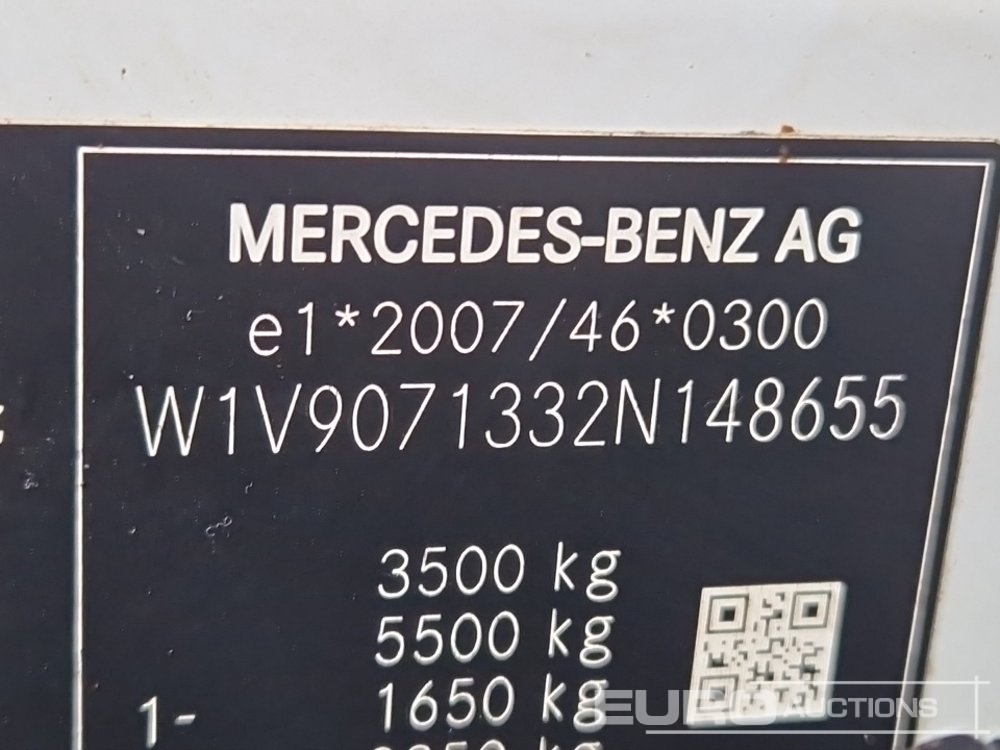 MERCEDES-BENZ AG
e1*2007/46*0300
W1V9071332N148655
3500 kg
5500 kg
1- 1650 kg
EURO AUCTIONS